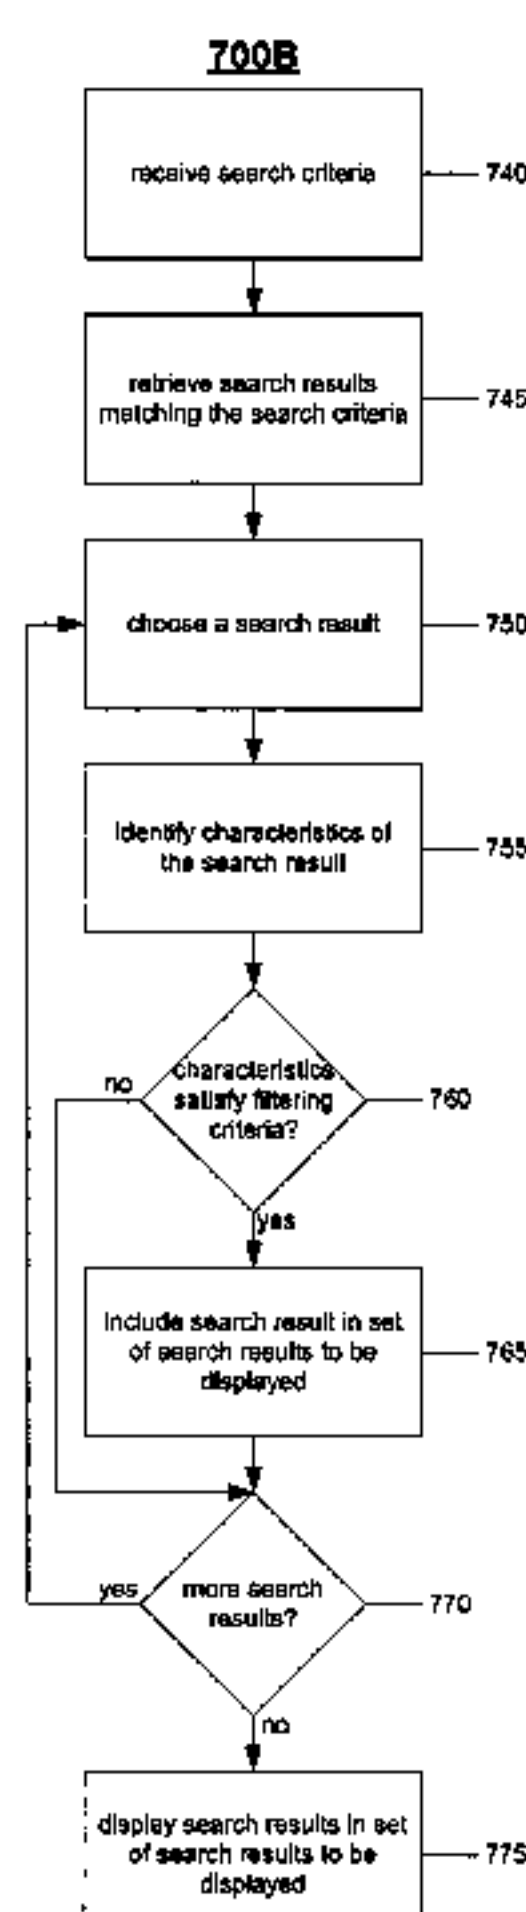 700B
receive search criteria
740
retrieve search results
matching the search criteria
745
choose a search result
750
identify characteristics of
the search result
755
characteristics
satisfy filtering
criteria?
no
760
yes
Include search result in set
of search results to be
displayed
765
more search
results?
yes
770
no
display search results in set
of search results to be
displayed
775